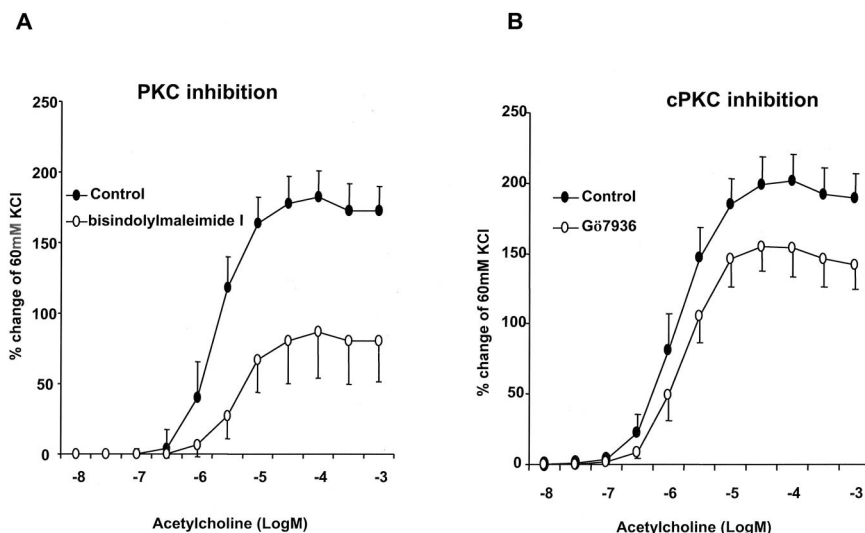 A
PKC inhibition
250
200
150
100
50
0
% change of 60mM KCl
Control
bisindolylmaleimide I
-8 -7 -6 -5 -4 -3
Acetylcholine (LogM)
B
cPKC inhibition
250
200
150
100
50
0
% change of 60mM KCl
Control
Gö7936
-8 -7 -6 -5 -4 -3
Acetylcholine (LogM)